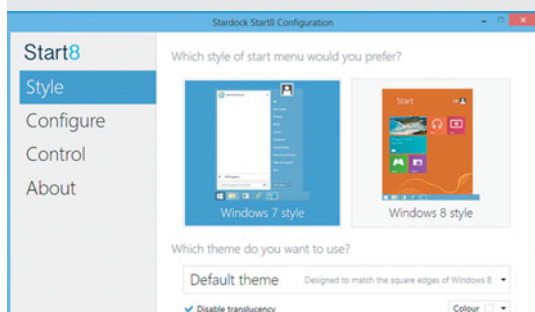 Stardock Start8 Configuration
Start8
Style
Configure
Control
About
Which style of start menu would you prefer?
Start
Windows 7 style
Windows 8 style
Which theme do you want to use?
Default theme
Designed to match the square edges of Windows 8
Disable translucency
Colour